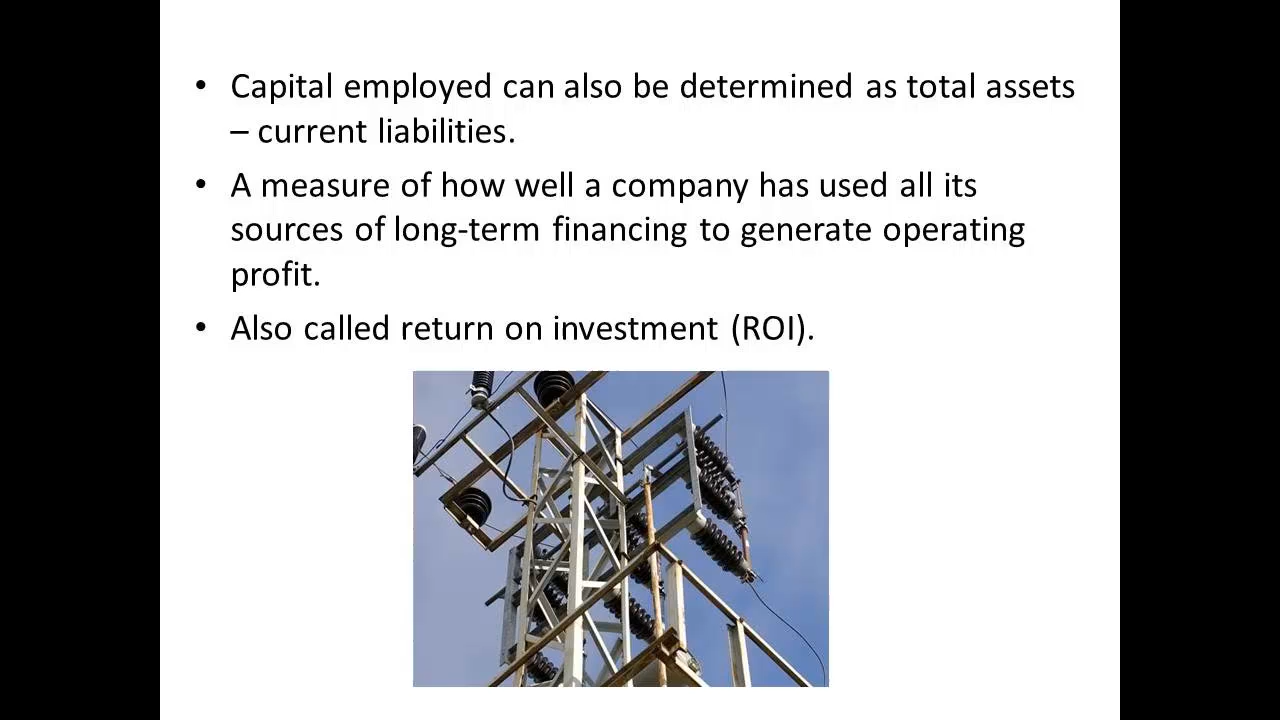 • Capital employed can also be determined as total assets
– current liabilities.
• A measure of how well a company has used all its
sources of long-term financing to generate operating
profit.
• Also called return on investment (ROI).